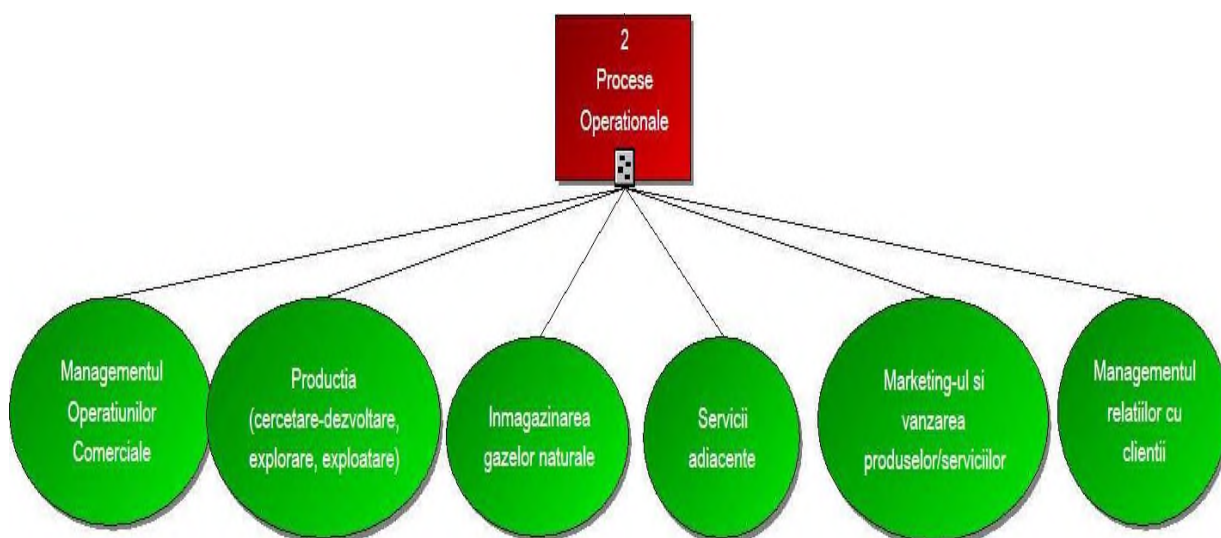 2
Procese
Operationale
Managementul
Operatiunilor
Comerciale
Productia
(cercetare-dezvoltare,
explorare, exploatare)
Inmagazinarea
gazelor naturale
Servicii
adiacente
Marketing-ul si
vanzarea
produselor/serviciilor
Managementul
relatiilor cu
clientii